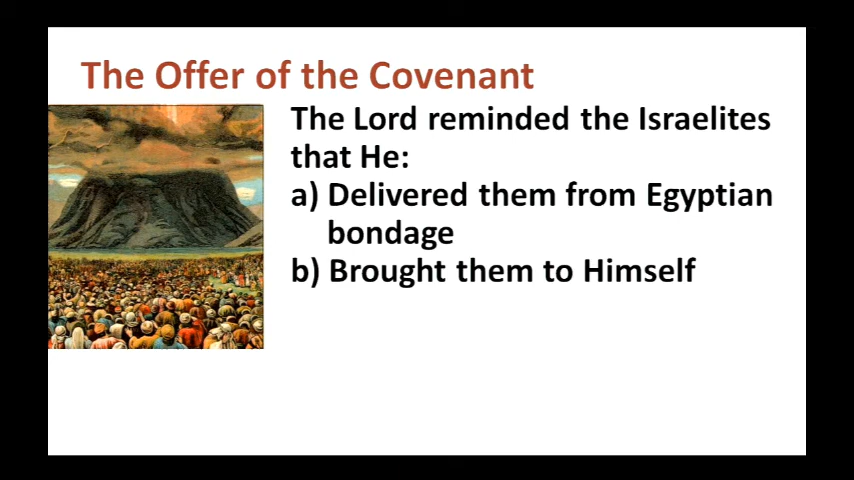 The Offer of the Covenant
The Lord reminded the Israelites
that He:
a) Delivered them from Egyptian
bondage
b) Brought them to Himself